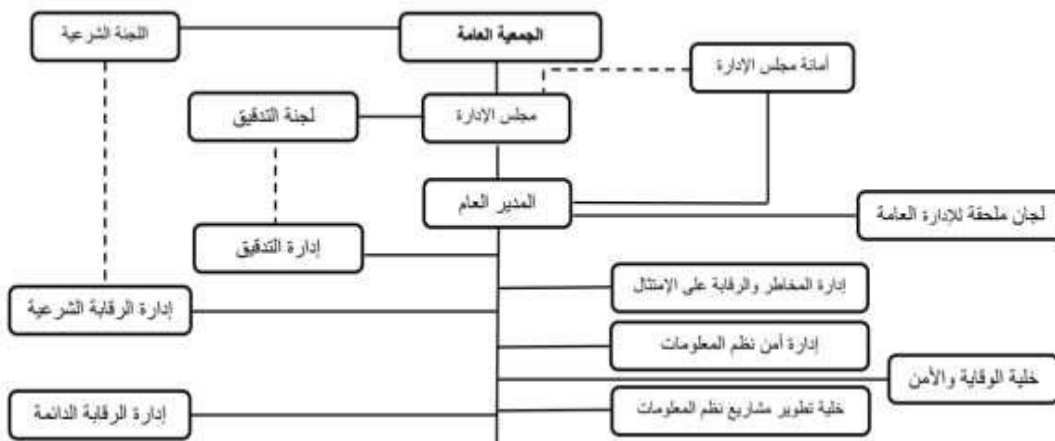 اللجنة الشرعية
الجمعية العامة
أمانة مجلس الإدارة
لجنة التدقيق
مجلس الإدارة
المدير العام
لجان ملحقة للإدارة العامة
إدارة التدقيق
إدارة المخاطر والرقابة على الإمتثال
إدارة الرقابة الشرعية
إدارة أمن نظم المعلومات
خلية الوقاية والأمن
خلية تطوير مشاريع نظم المعلومات
إدارة الرقابة الدائمة